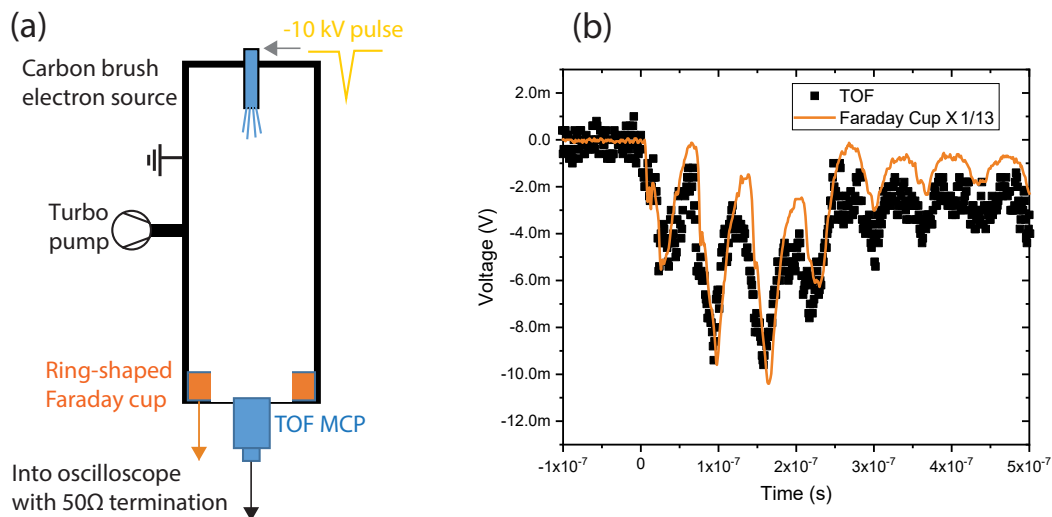 (a)
-10 kV pulse
Carbon brush
electron source
Turbo
pump
Ring-shaped
Faraday cup
TOF MCP
Into oscilloscope
with 50Ω termination
(b)
TOF
Faraday Cup X 1/13
2.0m
0.0
-2.0m
-4.0m
-6.0m
-8.0m
-10.0m
-12.0m
Voltage (V)
-1x10⁻⁷ 0 1x10⁻⁷ 2x10⁻⁷ 3x10⁻⁷ 4x10⁻⁷ 5x10⁻⁷
Time (s)